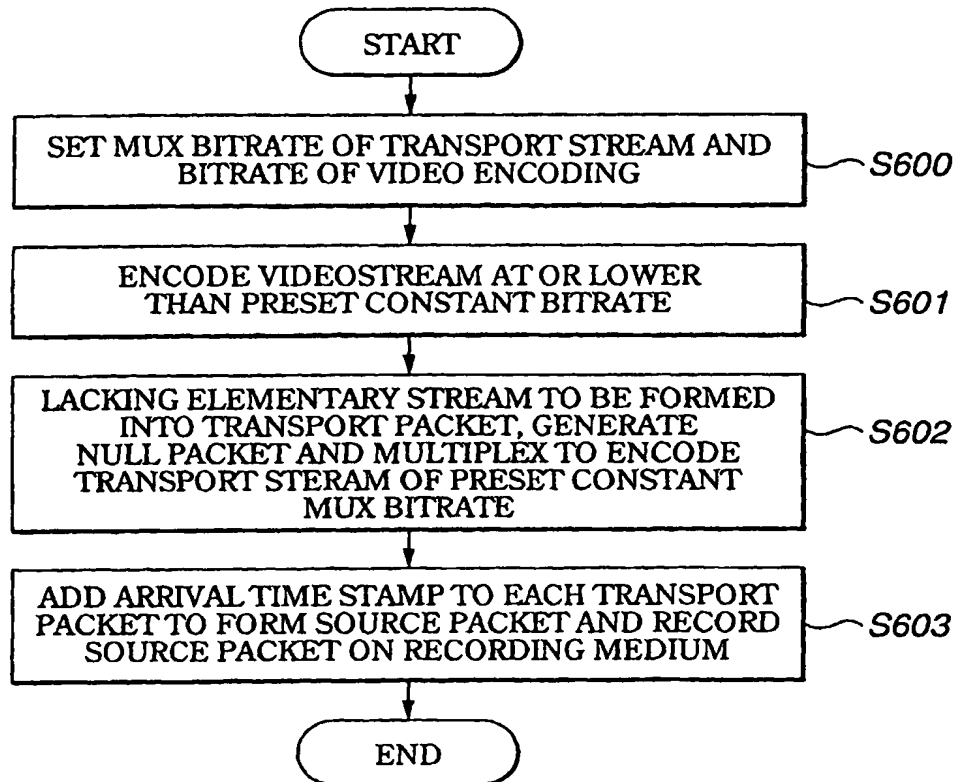 START
SET MUX BITRATE OF TRANSPORT STREAM AND
BITRATE OF VIDEO ENCODING
S600
ENCODE VIDEOSTREAM AT OR LOWER
THAN PRESET CONSTANT BITRATE
S601
LACKING ELEMENTARY STREAM TO BE FORMED
INTO TRANSPORT PACKET, GENERATE
NULL PACKET AND MULTIPLEX TO ENCODE
TRANSPORT STERAM OF PRESET CONSTANT
MUX BITRATE
S602
ADD ARRIVAL TIME STAMP TO EACH TRANSPORT
PACKET TO FORM SOURCE PACKET AND RECORD
SOURCE PACKET ON RECORDING MEDIUM
S603
END